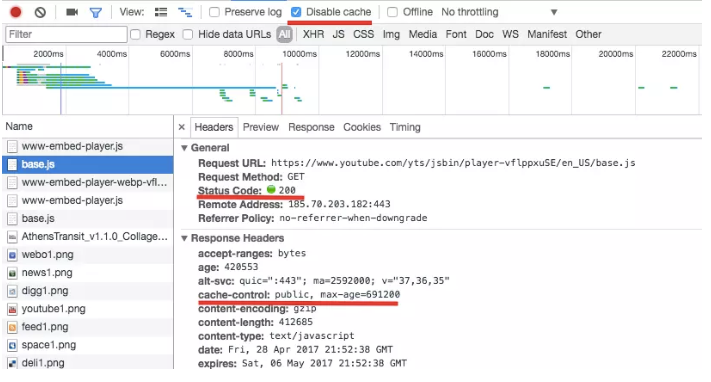 View:
Preserve log
Disable cache
Offline
No throttling
Filter
Regex
Hide data URLs
All
XHR JS CSS Img Media Font Doc WS Manifest Other
2000ms 4000ms 6000ms 8000ms 10000ms 12000ms 14000ms 16000ms 18000ms 20000ms 22000ms
Name
× Headers Preview Response Cookies Timing
www-embed-player.js
base.js
www-embed-player-webp-vfl...
www-embed-player.js
base.js
AthensTransit_v1.1.0_Collage...
webo1.png
news1.png
digg1.png
youtube1.png
feed1.png
space1.png
deli1.png
▼ General
Request URL: https://www.youtube.com/yts/jsbin/player-vflppxuSE/en_US/base.js
Request Method: GET
Status Code: 200
Remote Address: 185.70.203.182:443
Referrer Policy: no-referrer-when-downgrade
▼ Response Headers
accept-ranges: bytes
age: 420553
alt-svc: quic=":443"; ma=2592000; v="37,36,35"
cache-control: public, max-age=691200
content-encoding: gzip
content-length: 412685
content-type: text/javascript
date: Fri, 28 Apr 2017 21:52:38 GMT
expires: Sat, 06 May 2017 21:52:38 GMT